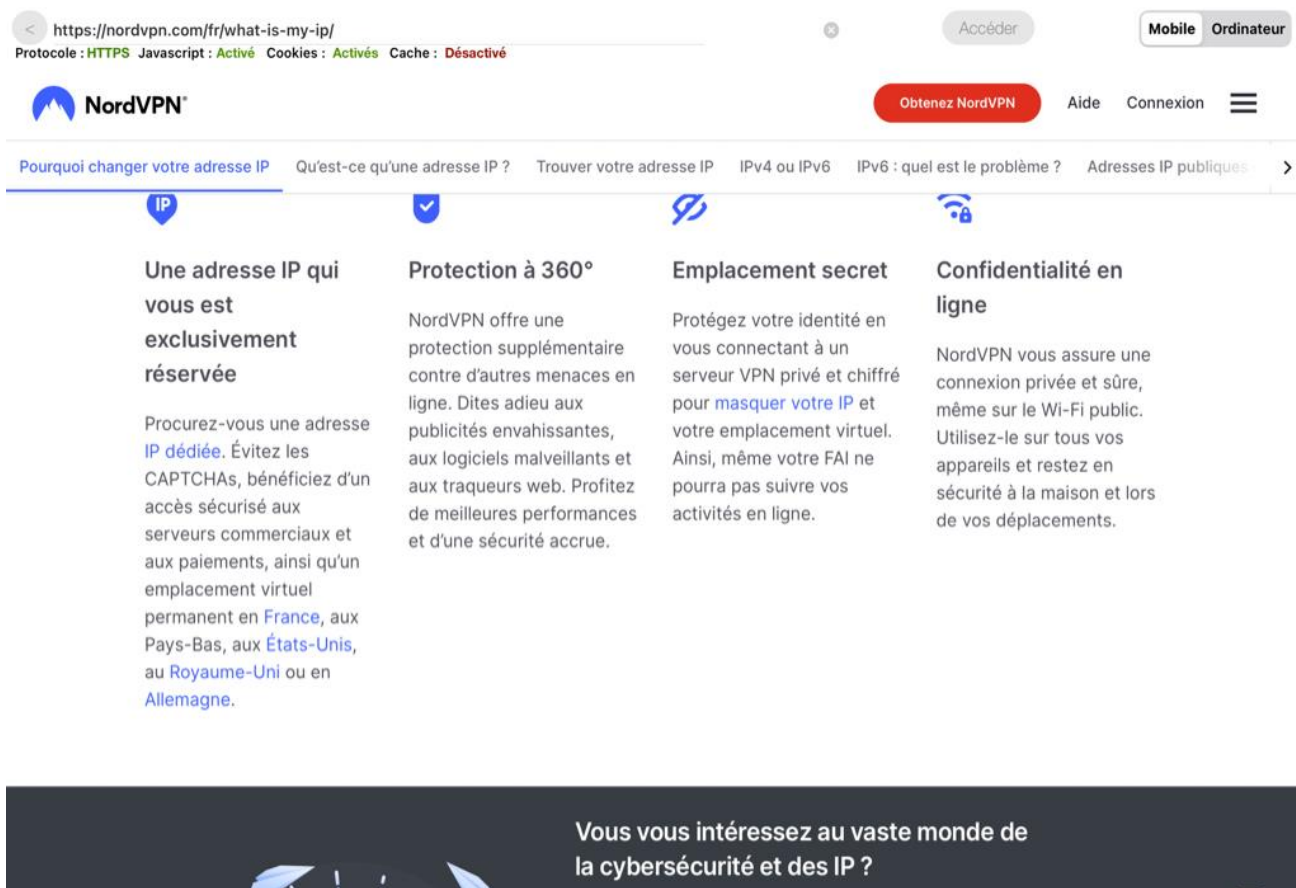 < https://nordvpn.com/fr/what-is-my-ip/ Accéder Mobile Ordinateur
Protocole : HTTPS Javascript : Activé Cookies : Activés Cache : Désactivé
NordVPN® Obtenez NordVPN Aide Connexion
Pourquoi changer votre adresse IP Qu'est-ce qu'une adresse IP ? Trouver votre adresse IP IPv4 ou IPv6 IPv6 : quel est le problème ? Adresses IP publiques
IP
Une adresse IP qui
vous est
exclusivement
réservée
Procurez-vous une adresse
IP dédiée. Évitez les
CAPTCHAs, bénéficiez d'un
accès sécurisé aux
serveurs commerciaux et
aux paiements, ainsi qu'un
emplacement virtuel
permanent en France, aux
Pays-Bas, aux États-Unis,
au Royaume-Uni ou en
Allemagne.
Protection à 360°
NordVPN offre une
protection supplémentaire
contre d'autres menaces en
ligne. Dites adieu aux
publicités envahissantes,
aux logiciels malveillants et
aux traqueurs web. Profitez
de meilleures performances
et d'une sécurité accrue.
Emplacement secret
Protégez votre identité en
vous connectant à un
serveur VPN privé et chiffré
pour masquer votre IP et
votre emplacement virtuel.
Ainsi, même votre FAI ne
pourra pas suivre vos
activités en ligne.
Confidentialité en
ligne
NordVPN vous assure une
connexion privée et sûre,
même sur le Wi-Fi public.
Utilisez-le sur tous vos
appareils et restez en
sécurité à la maison et lors
de vos déplacements.
Vous vous intéressez au vaste monde de
la cybersécurité et des IP ?